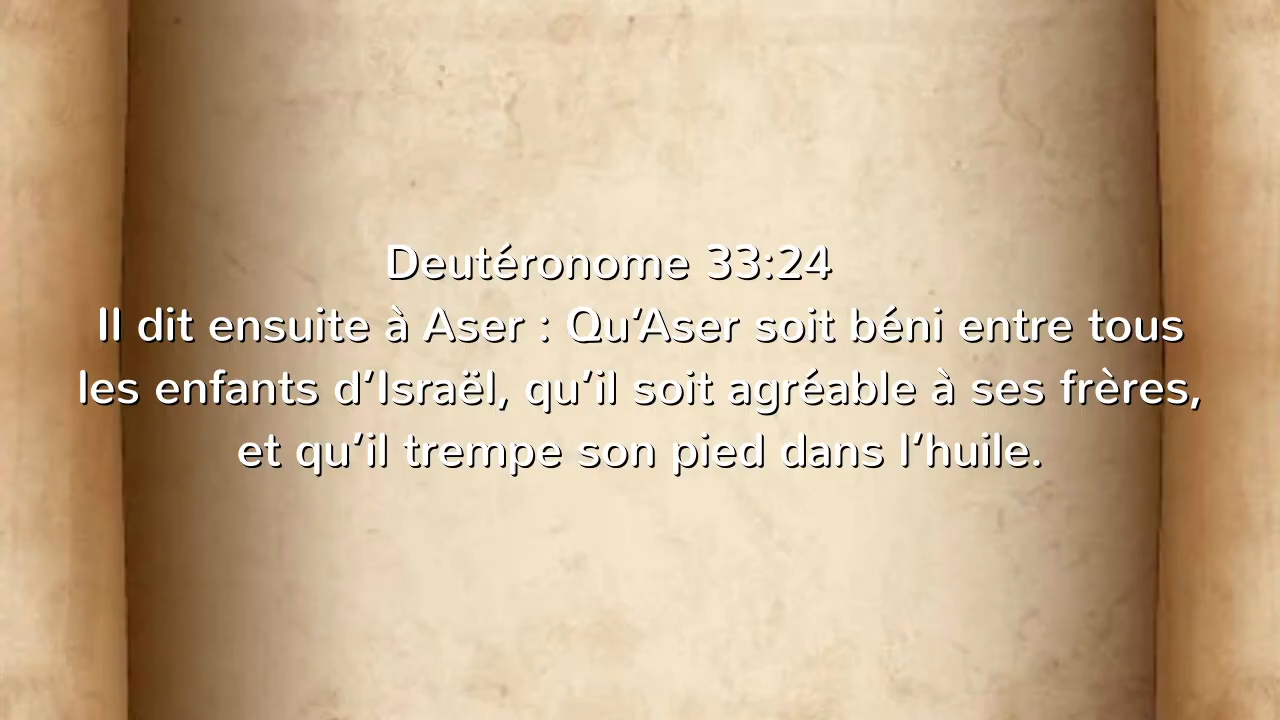 Deutéronome 33:24
Il dit ensuite à Aser : Qu’Aser soit béni entre tous
les enfants d’Israël, qu’il soit agréable à ses frères,
et qu’il trempe son pied dans l’huile.